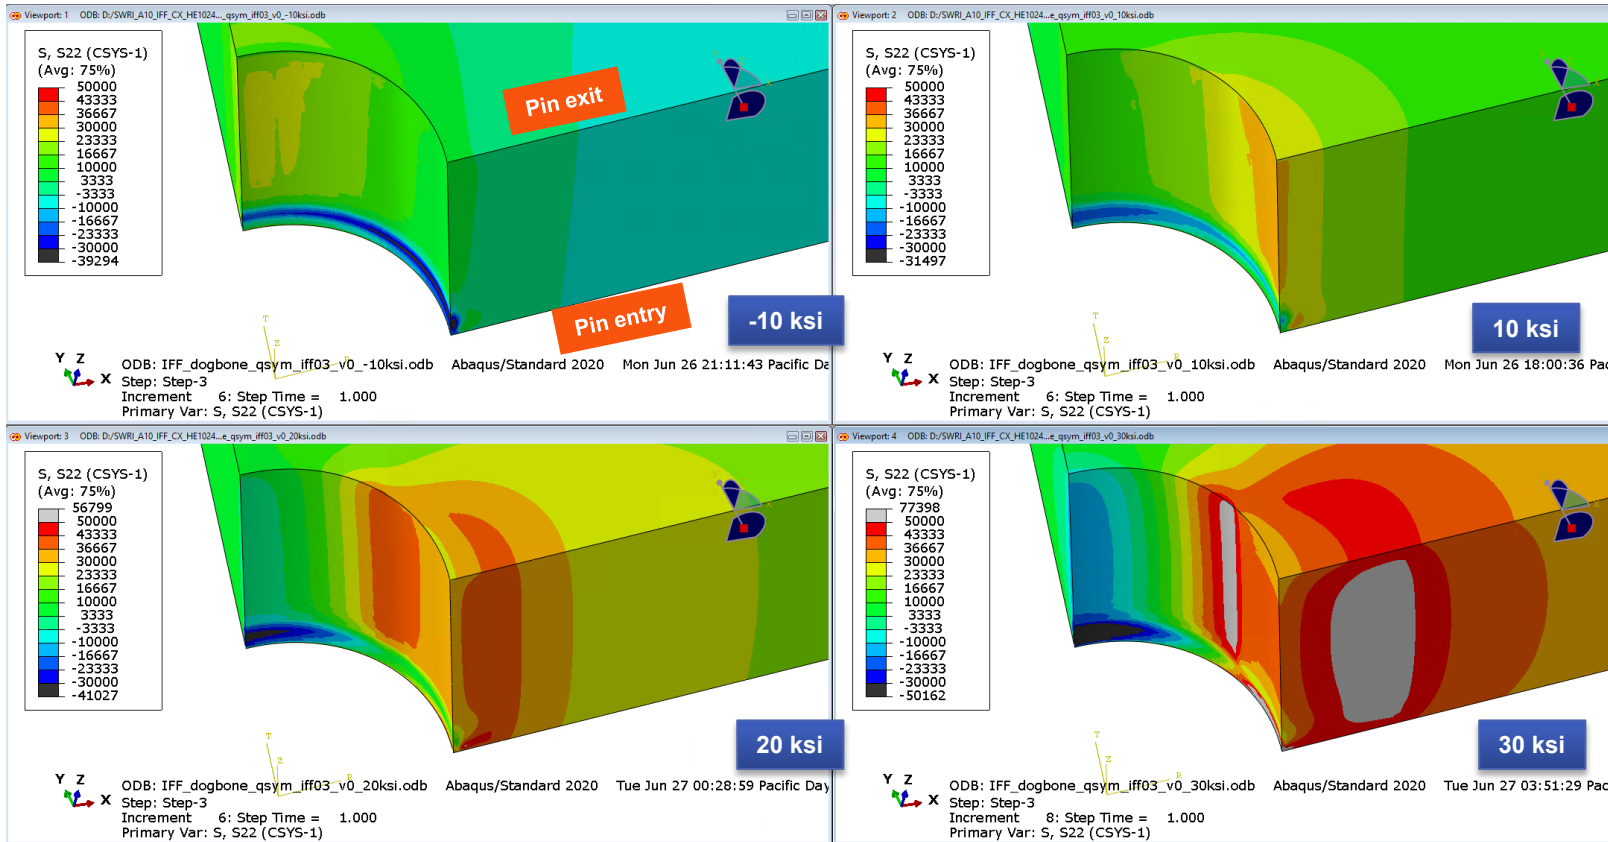 Viewport: 1 ODB: D:/SWRI_A10_IFF_CX_HE1024..._qsym_iff03_v0_-10ksi.odb
S, S22 (CSYS-1)
(Avg: 75%)
50000
43333
36667
30000
23333
16667
10000
3333
-3333
-10000
-16667
-23333
-30000
-39294
Pin exit
Pin entry
-10 ksi
T
Z
R
Y Z
X
ODB: IFF_dogbone_qsym_iff03_v0_-10ksi.odb Abaqus/Standard 2020 Mon Jun 26 21:11:43 Pacific Da
Step: Step-3
Increment 6: Step Time = 1.000
Primary Var: S, S22 (CSYS-1)
Viewport: 2 ODB: D:/SWRI_A10_IFF_CX_HE1024...e_qsym_iff03_v0_10ksi.odb
S, S22 (CSYS-1)
(Avg: 75%)
50000
43333
36667
30000
23333
16667
10000
3333
-3333
-10000
-16667
-23333
-30000
-31497
10 ksi
T
Z
R
Y Z
X
ODB: IFF_dogbone_qsym_iff03_v0_10ksi.odb Abaqus/Standard 2020 Mon Jun 26 18:00:36 Pac
Step: Step-3
Increment 6: Step Time = 1.000
Primary Var: S, S22 (CSYS-1)
Viewport: 3 ODB: D:/SWRI_A10_IFF_CX_HE1024...e_qsym_iff03_v0_20ksi.odb
S, S22 (CSYS-1)
(Avg: 75%)
56799
50000
43333
36667
30000
23333
16667
10000
3333
-3333
-10000
-16667
-23333
-30000
-41027
20 ksi
T
Z
R
Y Z
X
ODB: IFF_dogbone_qsym_iff03_v0_20ksi.odb Abaqus/Standard 2020 Tue Jun 27 00:28:59 Pacific Day
Step: Step-3
Increment 6: Step Time = 1.000
Primary Var: S, S22 (CSYS-1)
Viewport: 4 ODB: D:/SWRI_A10_IFF_CX_HE1024...e_qsym_iff03_v0_30ksi.odb
S, S22 (CSYS-1)
(Avg: 75%)
77398
50000
43333
36667
30000
23333
16667
10000
3333
-3333
-10000
-16667
-23333
-30000
-50162
30 ksi
T
Z
R
Y Z
X
ODB: IFF_dogbone_qsym_iff03_v0_30ksi.odb Abaqus/Standard 2020 Tue Jun 27 03:51:29 Pac
Step: Step-3
Increment 8: Step Time = 1.000
Primary Var: S, S22 (CSYS-1)